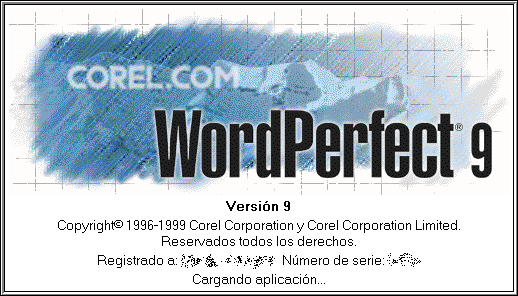 COREL.COM
WordPerfect® 9
Versión 9
Copyright© 1996-1999 Corel Corporation y Corel Corporation Limited.
Reservados todos los derechos.
Registrado a: Número de serie:
Cargando aplicación...